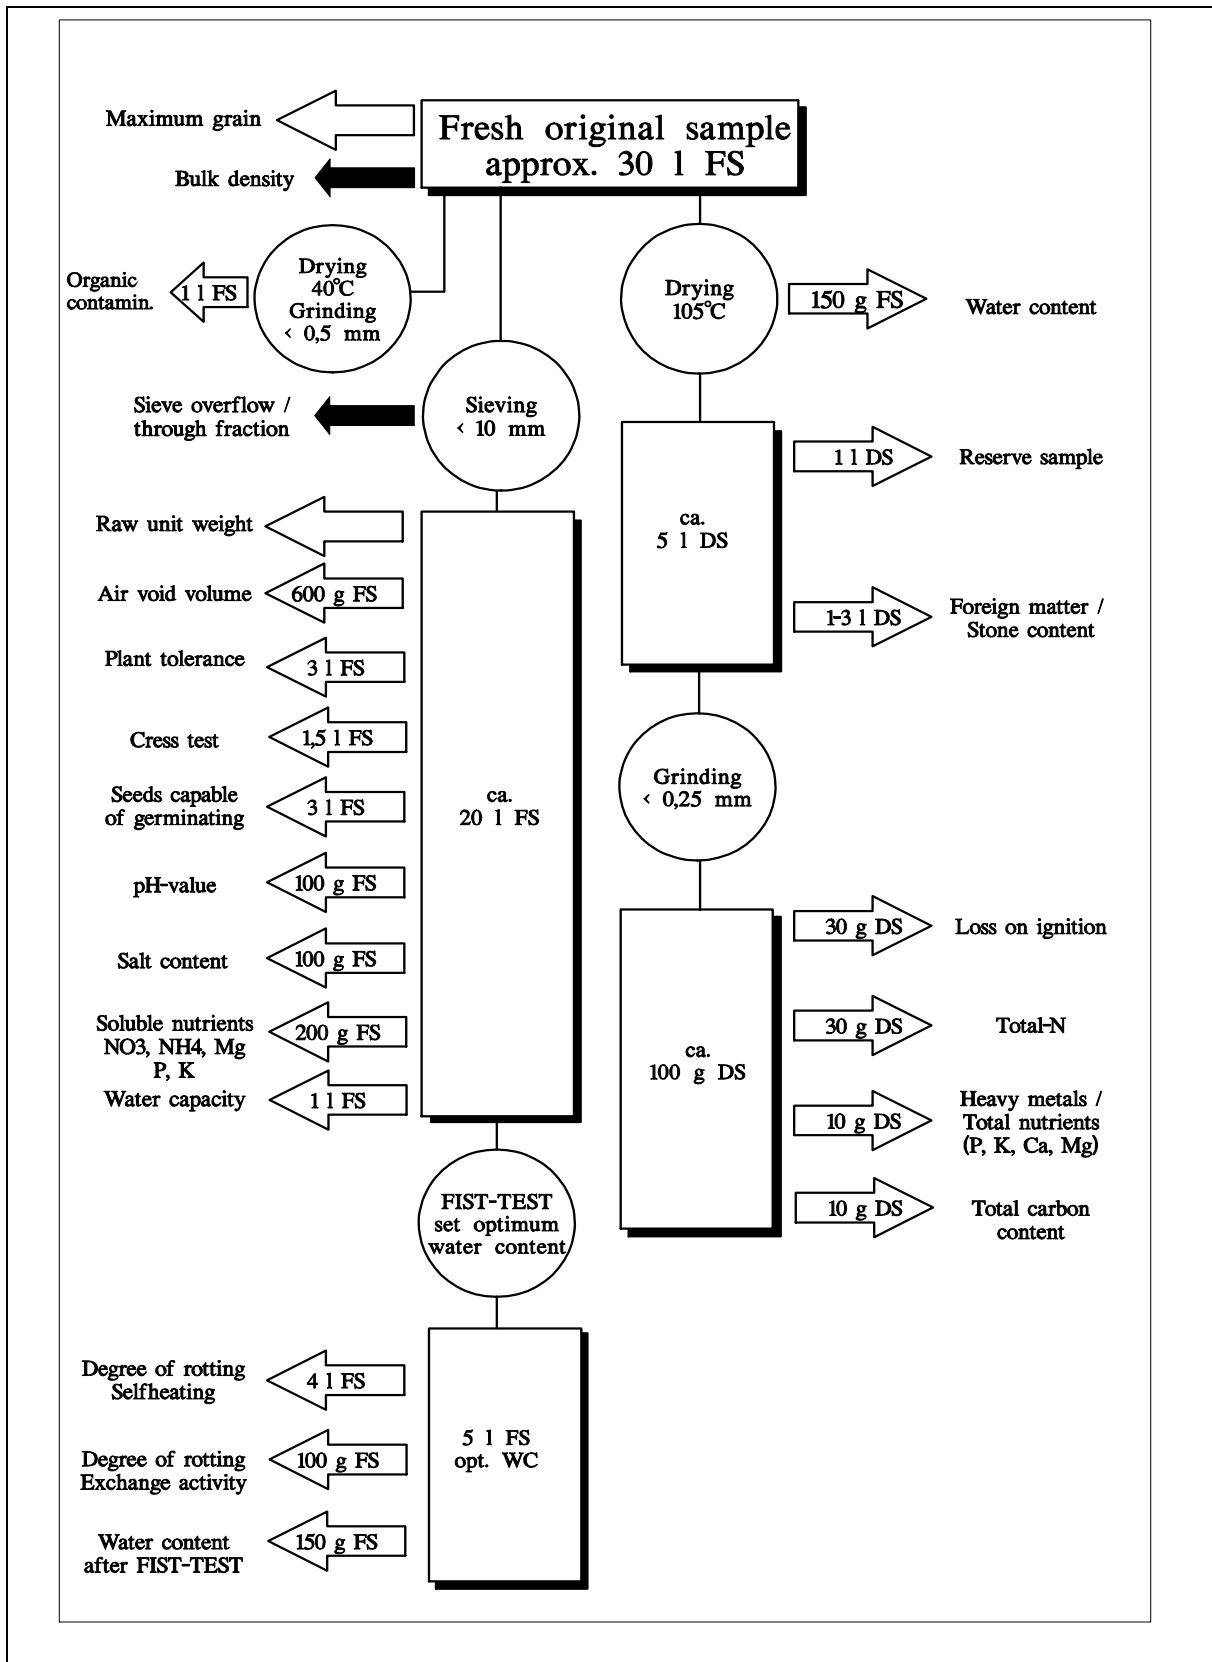 Fresh original sample
approx. 30 l FS
Maximum grain
Bulk density
Organic
contamin.
1 l FS
Drying
40°C
Grinding
< 0,5 mm
Drying
105°C
150 g FS
Water content
Sieve overflow /
through fraction
Sieving
< 10 mm
1 l DS
Reserve sample
ca.
5 l DS
1-3 l DS
Foreign matter /
Stone content
Raw unit weight
Air void volume
600 g FS
Plant tolerance
3 l FS
Cress test
1,5 l FS
Seeds capable
of germinating
3 l FS
ca.
20 l FS
pH-value
100 g FS
Salt content
100 g FS
Soluble nutrients
NO3, NH4, Mg
P, K
200 g FS
Water capacity
1 l FS
Grinding
< 0,25 mm
ca.
100 g DS
30 g DS
Loss on ignition
30 g DS
Total-N
10 g DS
Heavy metals /
Total nutrients
(P, K, Ca, Mg)
10 g DS
Total carbon
content
FIST-TEST
set optimum
water content
Degree of rotting
Selfheating
4 l FS
5 l FS
opt. WC
Degree of rotting
Exchange activity
100 g FS
Water content
after FIST-TEST
150 g FS